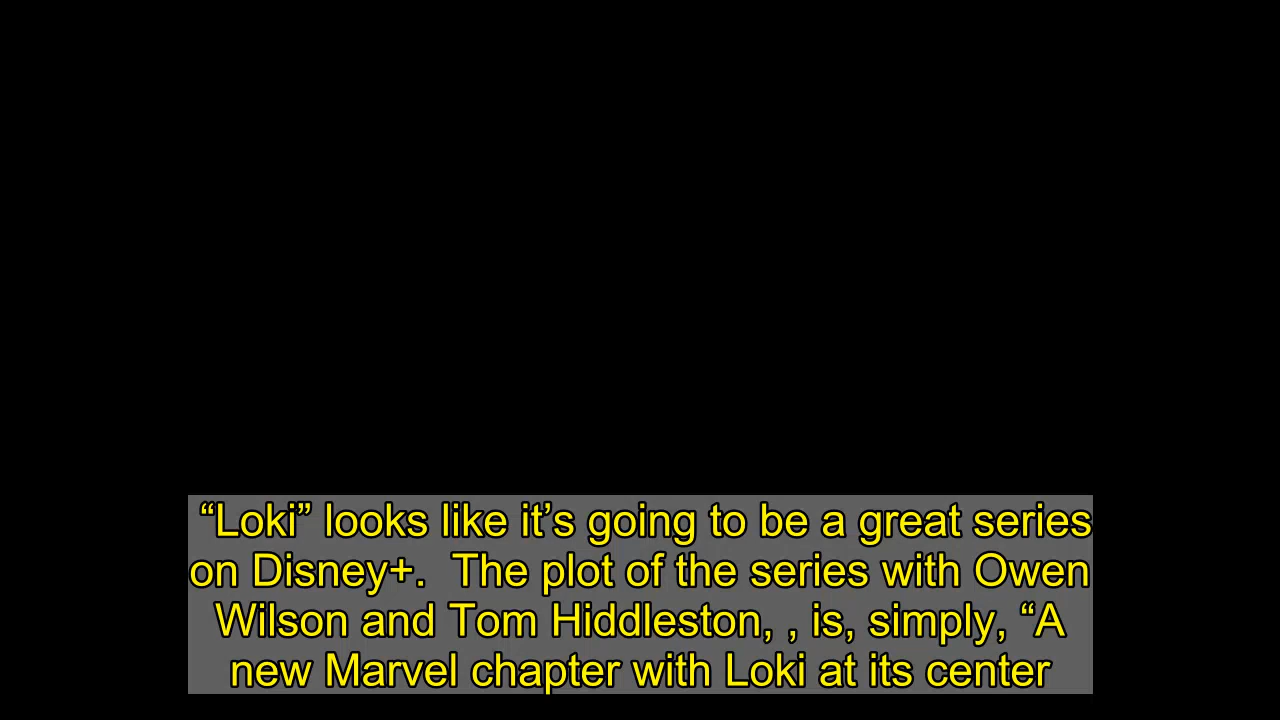 “Loki” looks like it’s going to be a great series
on Disney+.  The plot of the series with Owen
Wilson and Tom Hiddleston, , is, simply, “A
new Marvel chapter with Loki at its center